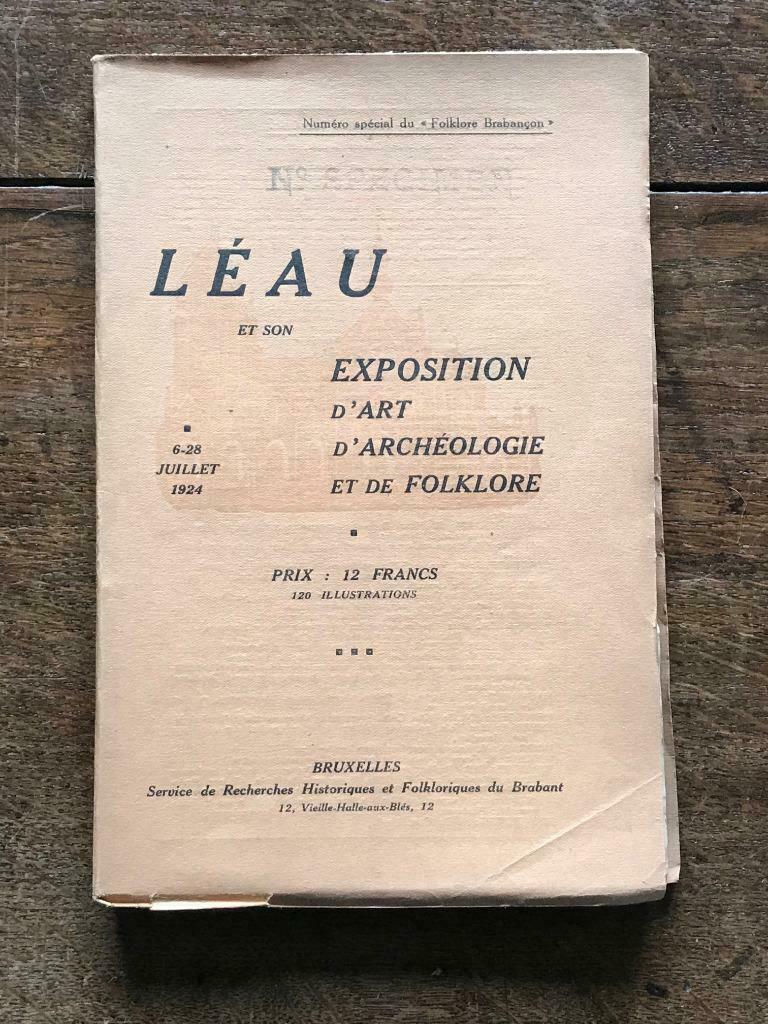 Numéro spécial du « Folklore Brabançon »
LÉAU
ET SON
EXPOSITION
D'ART
D'ARCHÉOLOGIE
ET DE FOLKLORE
6-28
JUILLET
1924
PRIX : 12 FRANCS
120 ILLUSTRATIONS
BRUXELLES
Service de Recherches Historiques et Folkloriques du Brabant
12, Vieille-Halle-aux-Blés, 12